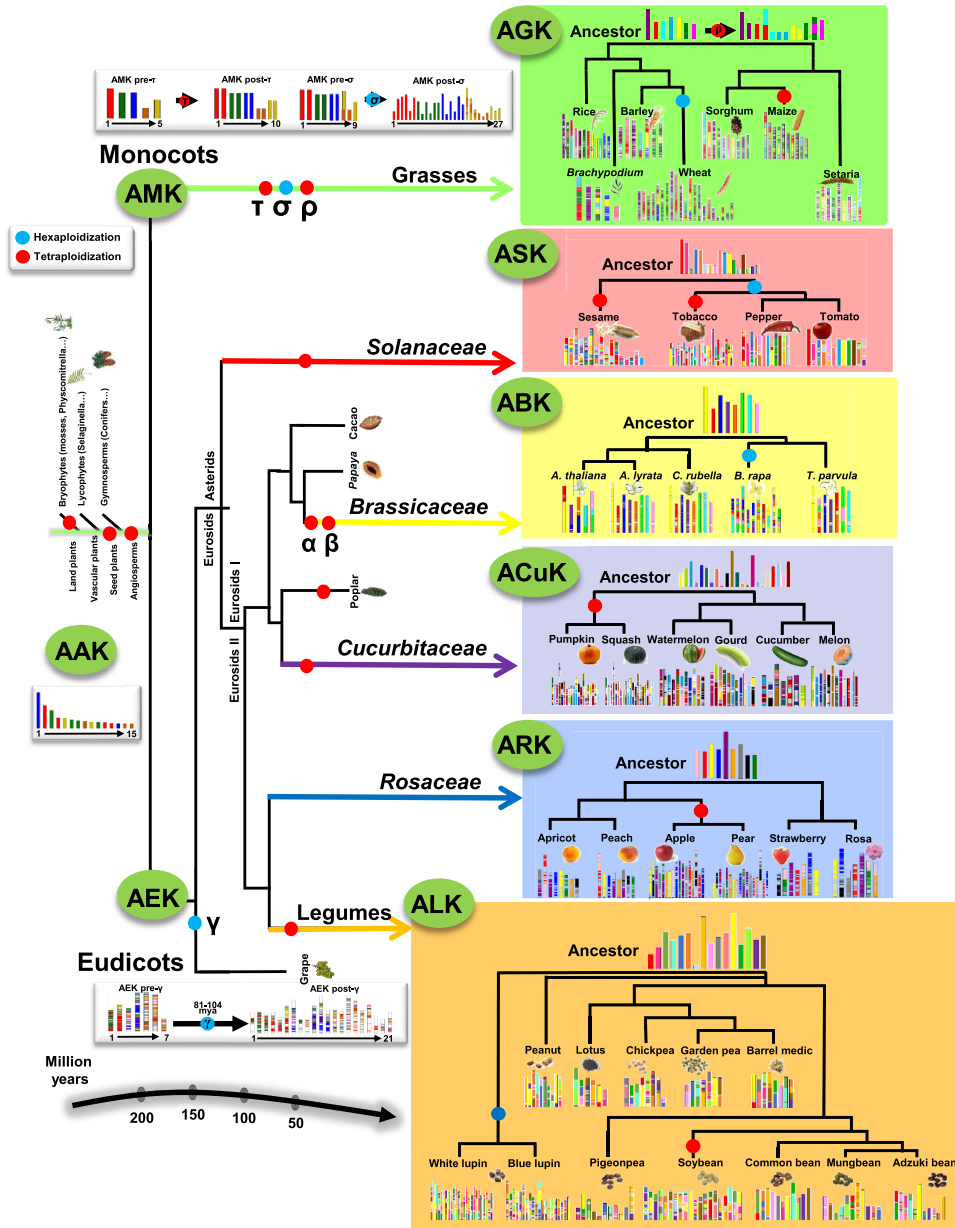 AGK
Ancestor
ρ
Rice
Barley
Sorghum
Maize
Brachypodium
Wheat
Setaria
AMK pre-τ
AMK post-τ
AMK pre-σ
AMK post-σ
τ
σ
1 5
1 10
1 9
1 27
Monocots
AMK
Grasses
τ σ ρ
Hexaploidization
Tetraploidization
ASK
Ancestor
Sesame
Tobacco
Pepper
Tomato
Solanaceae
Bryophytes (mosses, Physcomitrella…)
Lycophytes (Selaginella…)
Gymnosperms (Conifers…)
Land plants
Vascular plants
Seed plants
Angiosperms
Asterids
Eurosids
Eurosids I
Eurosids II
Cacao
Papaya
Brassicaceae
α β
ABK
Ancestor
A. thaliana
A. lyrata
C. rubella
B. rapa
T. parvula
Poplar
Cucurbitaceae
ACuK
Ancestor
Pumpkin
Squash
Watermelon
Gourd
Cucumber
Melon
AAK
1 15
Rosaceae
ARK
Ancestor
Apricot
Peach
Apple
Pear
Strawberry
Rosa
AEK
γ
Legumes
ALK
Eudicots
Grape
AEK pre-γ
81-104
mya
γ
AEK post-γ
1 7
1 21
Million
years
200
150
100
50
Ancestor
Peanut
Lotus
Chickpea
Garden pea
Barrel medic
White lupin
Blue lupin
Pigeonpea
Soybean
Common bean
Mungbean
Adzuki bean